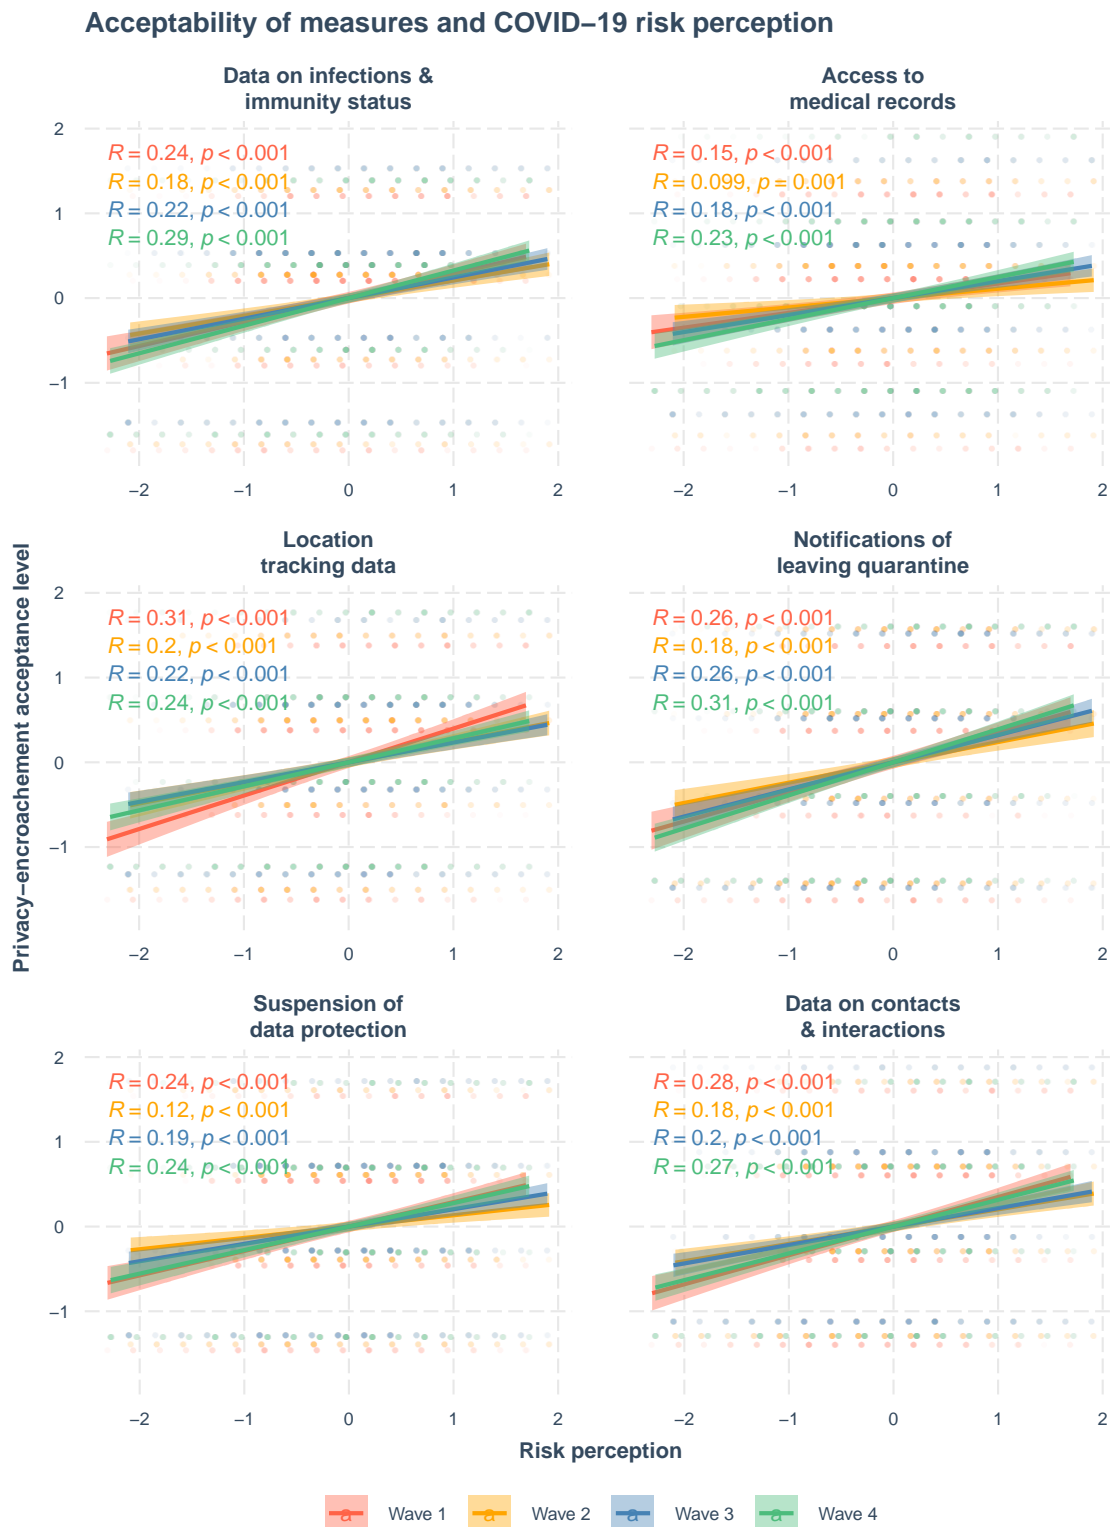 Acceptability of measures and COVID−19 risk perception
Data on infections &
immunity status
R = 0.24, p < 0.001
R = 0.18, p < 0.001
R = 0.22, p < 0.001
R = 0.29, p < 0.001
2
1
0
−1
−2 −1 0 1 2
Access to
medical records
R = 0.15, p < 0.001
R = 0.099, p = 0.001
R = 0.18, p < 0.001
R = 0.23, p < 0.001
−2 −1 0 1 2
Privacy−encroachement acceptance level
Location
tracking data
R = 0.31, p < 0.001
R = 0.2, p < 0.001
R = 0.22, p < 0.001
R = 0.24, p < 0.001
2
1
0
−1
−2 −1 0 1 2
Notifications of
leaving quarantine
R = 0.26, p < 0.001
R = 0.18, p < 0.001
R = 0.26, p < 0.001
R = 0.31, p < 0.001
−2 −1 0 1 2
Suspension of
data protection
R = 0.24, p < 0.001
R = 0.12, p < 0.001
R = 0.19, p < 0.001
R = 0.24, p < 0.001
2
1
0
−1
−2 −1 0 1 2
Data on contacts
& interactions
R = 0.28, p < 0.001
R = 0.18, p < 0.001
R = 0.2, p < 0.001
R = 0.27, p < 0.001
−2 −1 0 1 2
Risk perception
a Wave 1 a Wave 2 a Wave 3 a Wave 4